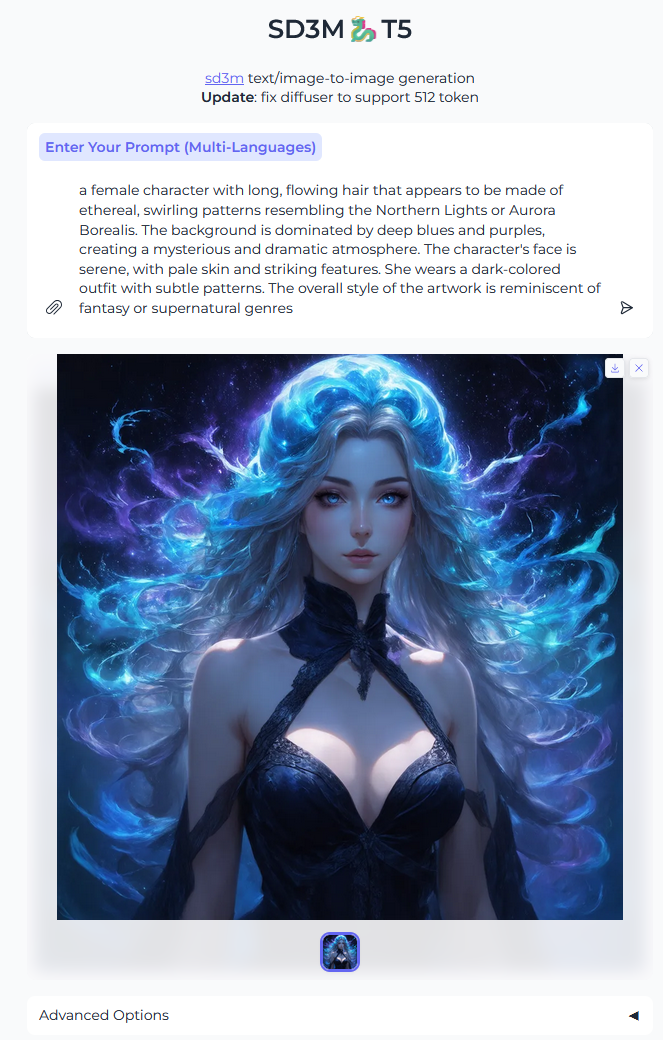 SD3M🐉T5
sd3m text/image-to-image generation
Update: fix diffuser to support 512 token
Enter Your Prompt (Multi-Languages)
a female character with long, flowing hair that appears to be made of
ethereal, swirling patterns resembling the Northern Lights or Aurora
Borealis. The background is dominated by deep blues and purples,
creating a mysterious and dramatic atmosphere. The character's face is
serene, with pale skin and striking features. She wears a dark-colored
outfit with subtle patterns. The overall style of the artwork is reminiscent of
fantasy or supernatural genres
Advanced Options